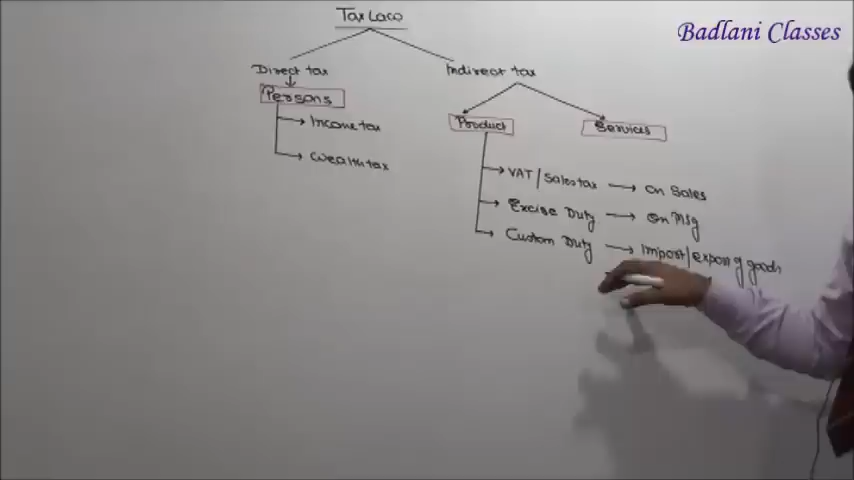 Badlani Classes
Tax Laws
Direct tax
Indirect tax
Persons
Product
Services
Income tax
Wealth tax
VAT/Sales tax → On Sales
Excise Duty → On Mfg
Custom Duty → Import/export of goods